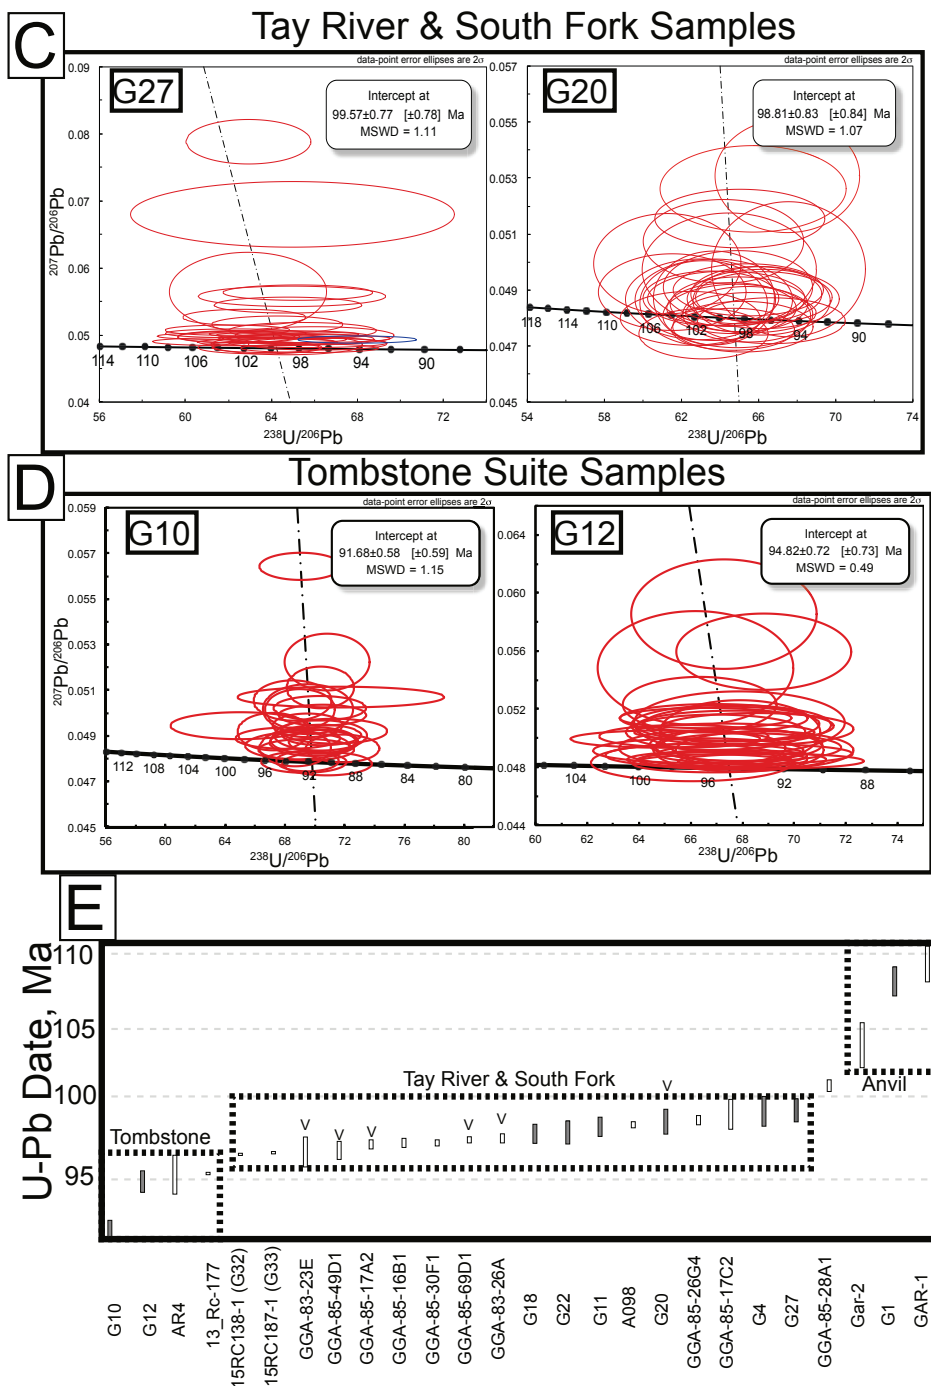 C
Tay River & South Fork Samples
data-point error ellipses are 2σ
G27
Intercept at
99.57±0.77 [±0.78] Ma
MSWD = 1.11
0.09
0.08
0.07
0.06
0.05
0.04
207Pb/206Pb
114
110
106
102
98
94
90
56
60
64
68
72
238U/206Pb
data-point error ellipses are 2σ
G20
Intercept at
98.81±0.83 [±0.84] Ma
MSWD = 1.07
0.057
0.055
0.053
0.051
0.049
0.047
0.045
118
114
110
106
102
98
94
90
54
58
62
66
70
74
238U/206Pb
D
Tombstone Suite Samples
data-point error ellipses are 2σ
G10
Intercept at
91.68±0.58 [±0.59] Ma
MSWD = 1.15
0.059
0.057
0.055
0.053
0.051
0.049
0.047
0.045
207Pb/206Pb
112
108
104
100
96
92
88
84
80
56
60
64
68
72
76
80
238U/206Pb
data-point error ellipses are 2σ
G12
Intercept at
94.82±0.72 [±0.73] Ma
MSWD = 0.49
0.064
0.060
0.056
0.052
0.048
0.044
104
100
96
92
88
60
62
64
66
68
70
72
74
238U/206Pb
E
U-Pb Date, Ma
110
105
100
95
Tombstone
Tay River & South Fork
Anvil
V
V
V
V
V
V
G10
G12
AR4
13_Rc-177
15RC138-1 (G32)
15RC187-1 (G33)
GGA-83-23E
GGA-85-49D1
GGA-85-17A2
GGA-85-16B1
GGA-85-30F1
GGA-85-69D1
GGA-83-26A
G18
G22
G11
A098
G20
GGA-85-26G4
GGA-85-17C2
G4
G27
GGA-85-28A1
Gar-2
G1
GAR-1